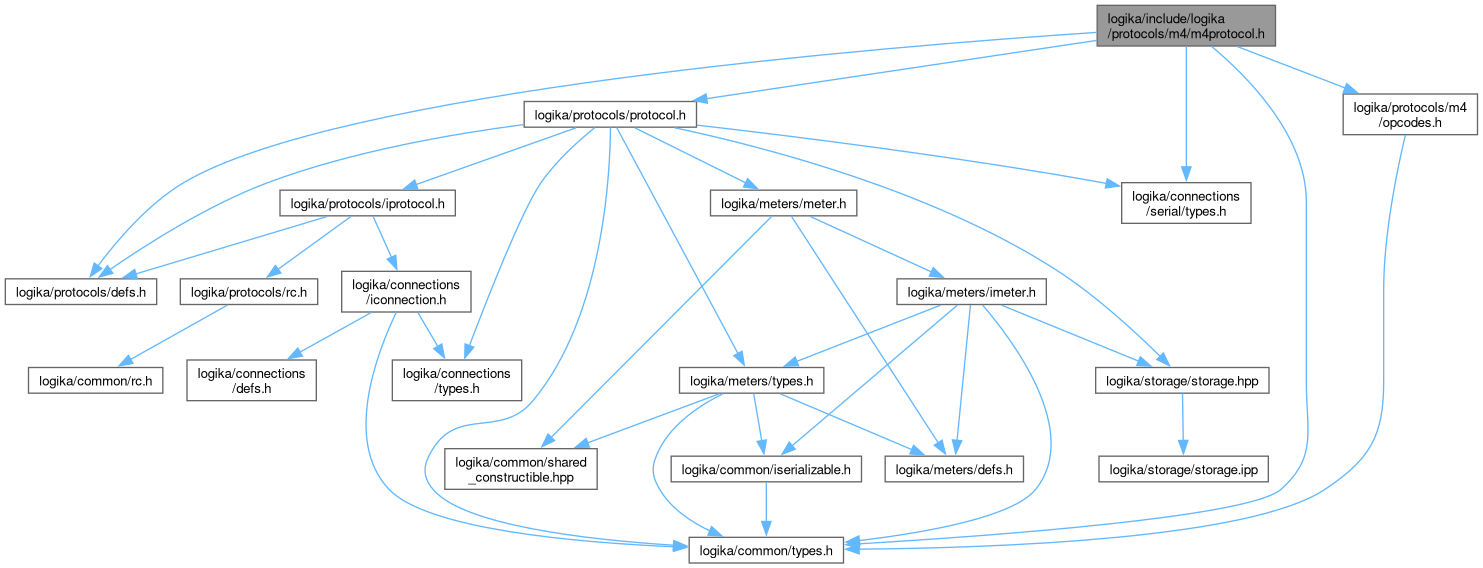 logika/include/logika
/protocols/m4/m4protocol.h
logika/protocols/protocol.h
logika/protocols/m4
/opcodes.h
logika/protocols/iprotocol.h
logika/meters/meter.h
logika/connections
/serial/types.h
logika/protocols/defs.h
logika/protocols/rc.h
logika/connections
/iconnection.h
logika/meters/imeter.h
logika/common/rc.h
logika/connections
/defs.h
logika/connections
/types.h
logika/meters/types.h
logika/storage/storage.hpp
logika/common/shared
_constructible.hpp
logika/common/iserializable.h
logika/meters/defs.h
logika/storage/storage.ipp
logika/common/types.h